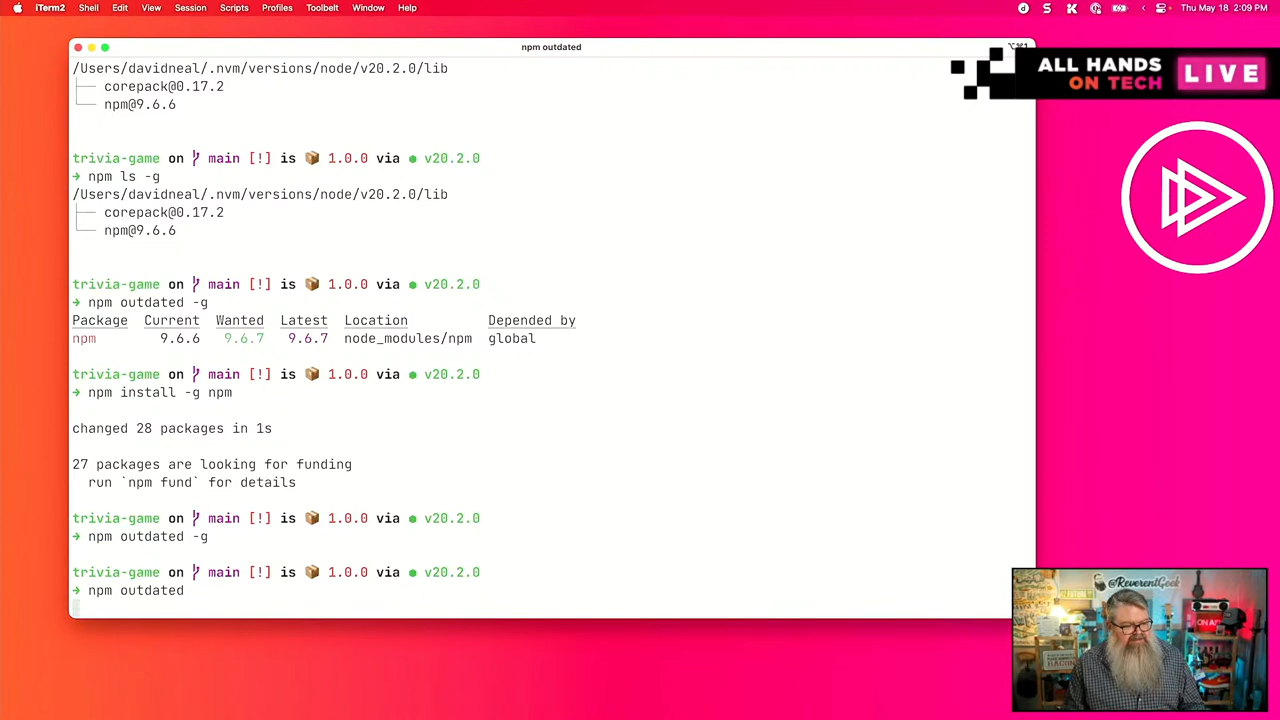 iTerm2 Shell Edit View Session Scripts Profiles Toolbelt Window Help Thu May 18 2:09 PM
npm outdated ⌥⌘1
ALL HANDS
ON TECH
LIVE
/Users/davidneal/.nvm/versions/node/v20.2.0/lib
├── corepack@0.17.2
└── npm@9.6.6
trivia-game on main [!] is 📦 1.0.0 via ⬢ v20.2.0
➜ npm ls -g
/Users/davidneal/.nvm/versions/node/v20.2.0/lib
├── corepack@0.17.2
└── npm@9.6.6
trivia-game on main [!] is 📦 1.0.0 via ⬢ v20.2.0
➜ npm outdated -g
Package Current Wanted Latest Location Depended by
npm 9.6.6 9.6.7 9.6.7 node_modules/npm global
trivia-game on main [!] is 📦 1.0.0 via ⬢ v20.2.0
➜ npm install -g npm
changed 28 packages in 1s
27 packages are looking for funding
run `npm fund` for details
trivia-game on main [!] is 📦 1.0.0 via ⬢ v20.2.0
➜ npm outdated -g
trivia-game on main [!] is 📦 1.0.0 via ⬢ v20.2.0
➜ npm outdated
@ReverentGeek
ON AI
BACON